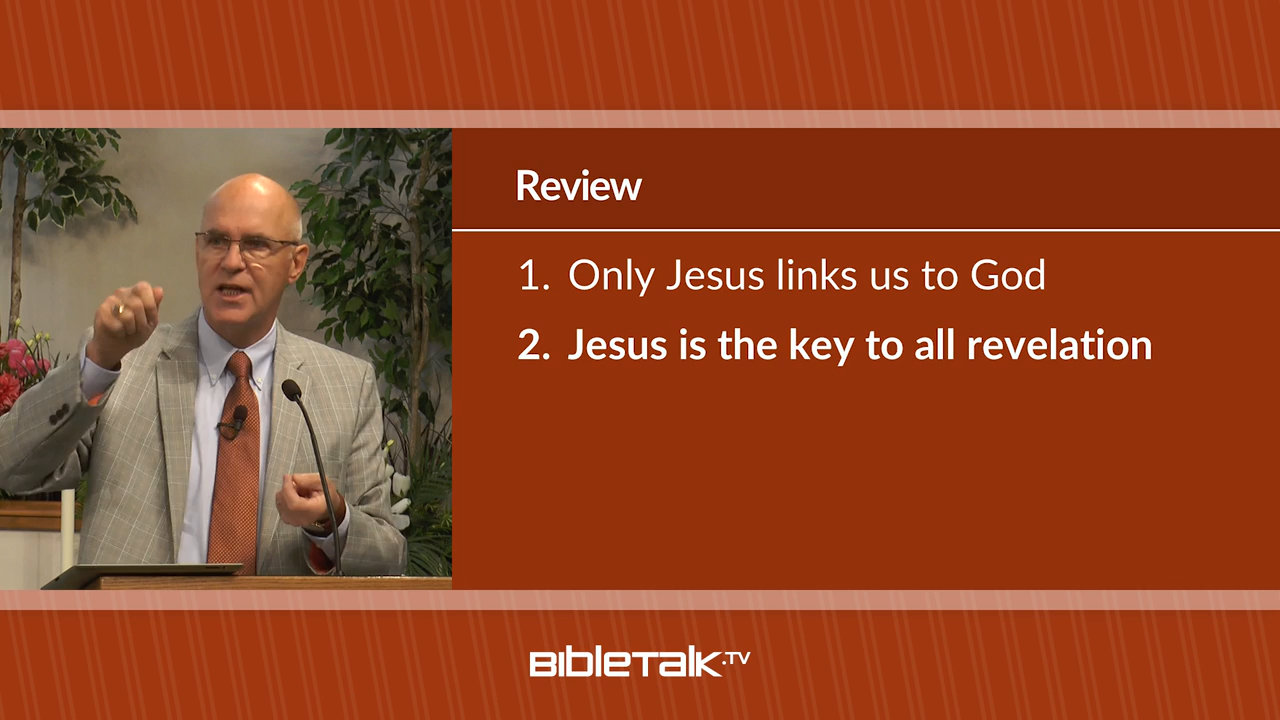 Review
1. Only Jesus links us to God
2. Jesus is the key to all revelation
BibleTalk.TV